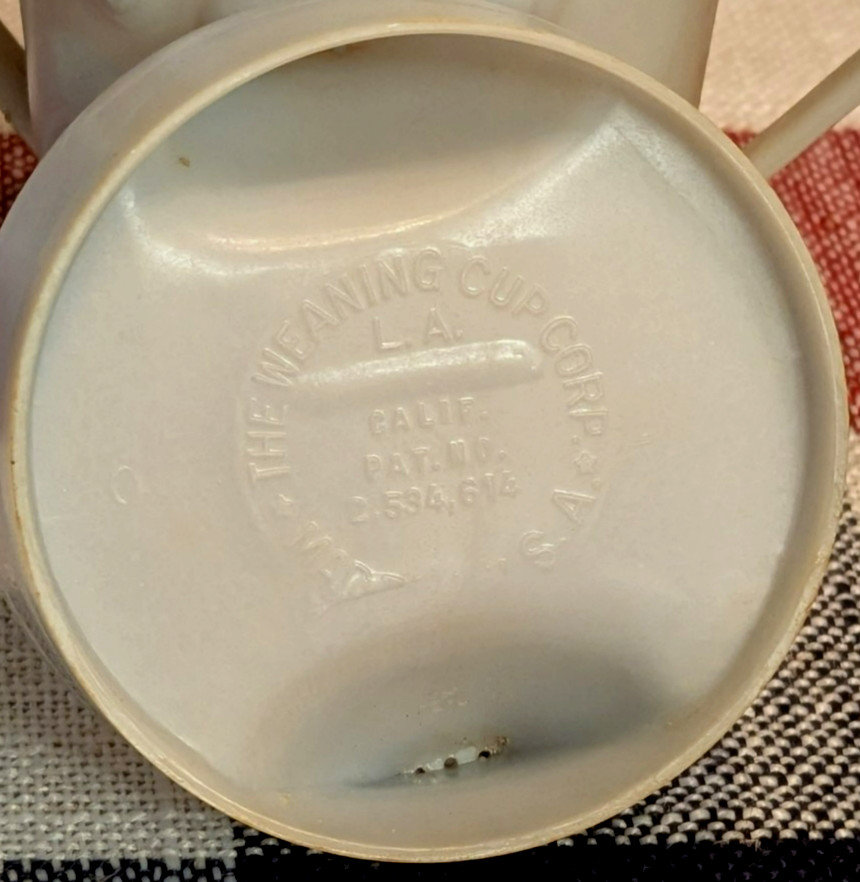 THE WEANING CUP CORP.
L. A.
CALIF.
PAT. NO.
2,534,614
S. A.